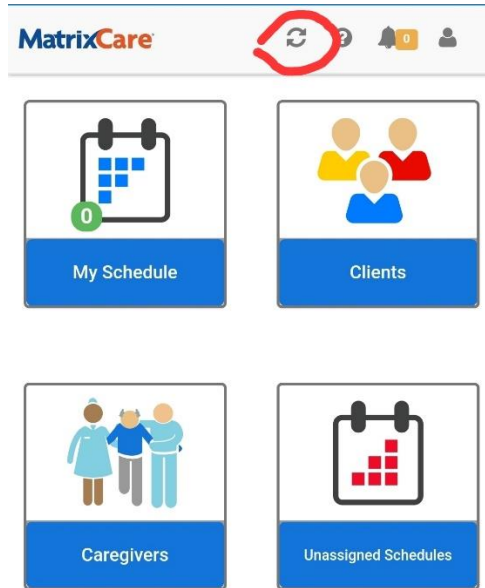 MatrixCare
? 0
0
My Schedule
Clients
Caregivers
Unassigned Schedules